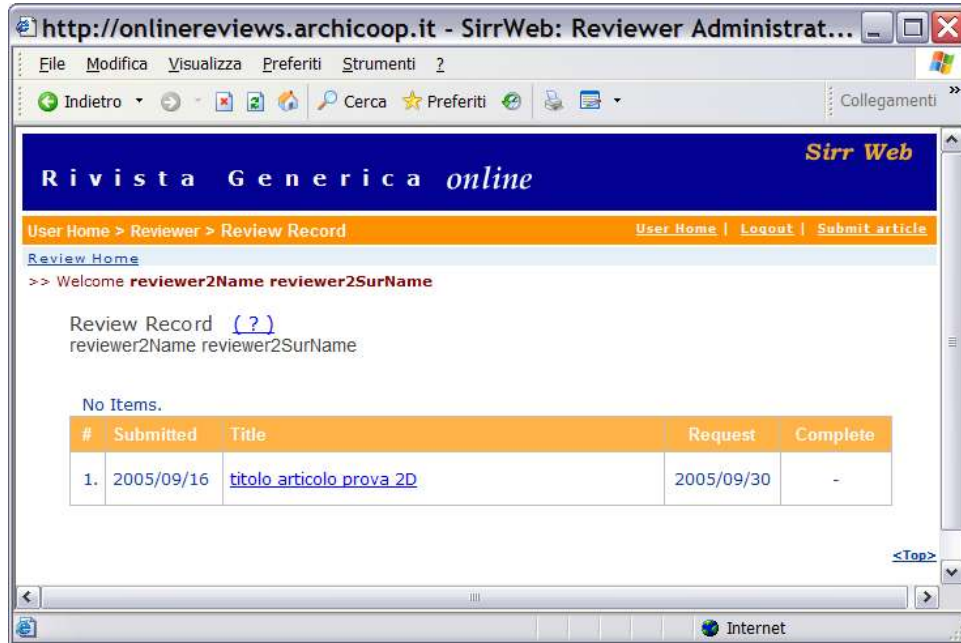 http://onlinereviews.archicoop.it - SirrWeb: Reviewer Administrat...
File Modifica Visualizza Preferiti Strumenti ?
Indietro Cerca Preferiti Collegamenti »
Sirr Web
Rivista Generica online
User Home > Reviewer > Review Record User Home | Logout | Submit article
Review Home
>> Welcome reviewer2Name reviewer2SurName
Review Record ( ? )
reviewer2Name reviewer2SurName
No Items.
# Submitted Title Request Complete
1. 2005/09/16 titolo articolo prova 2D 2005/09/30 -
<Top>
Internet